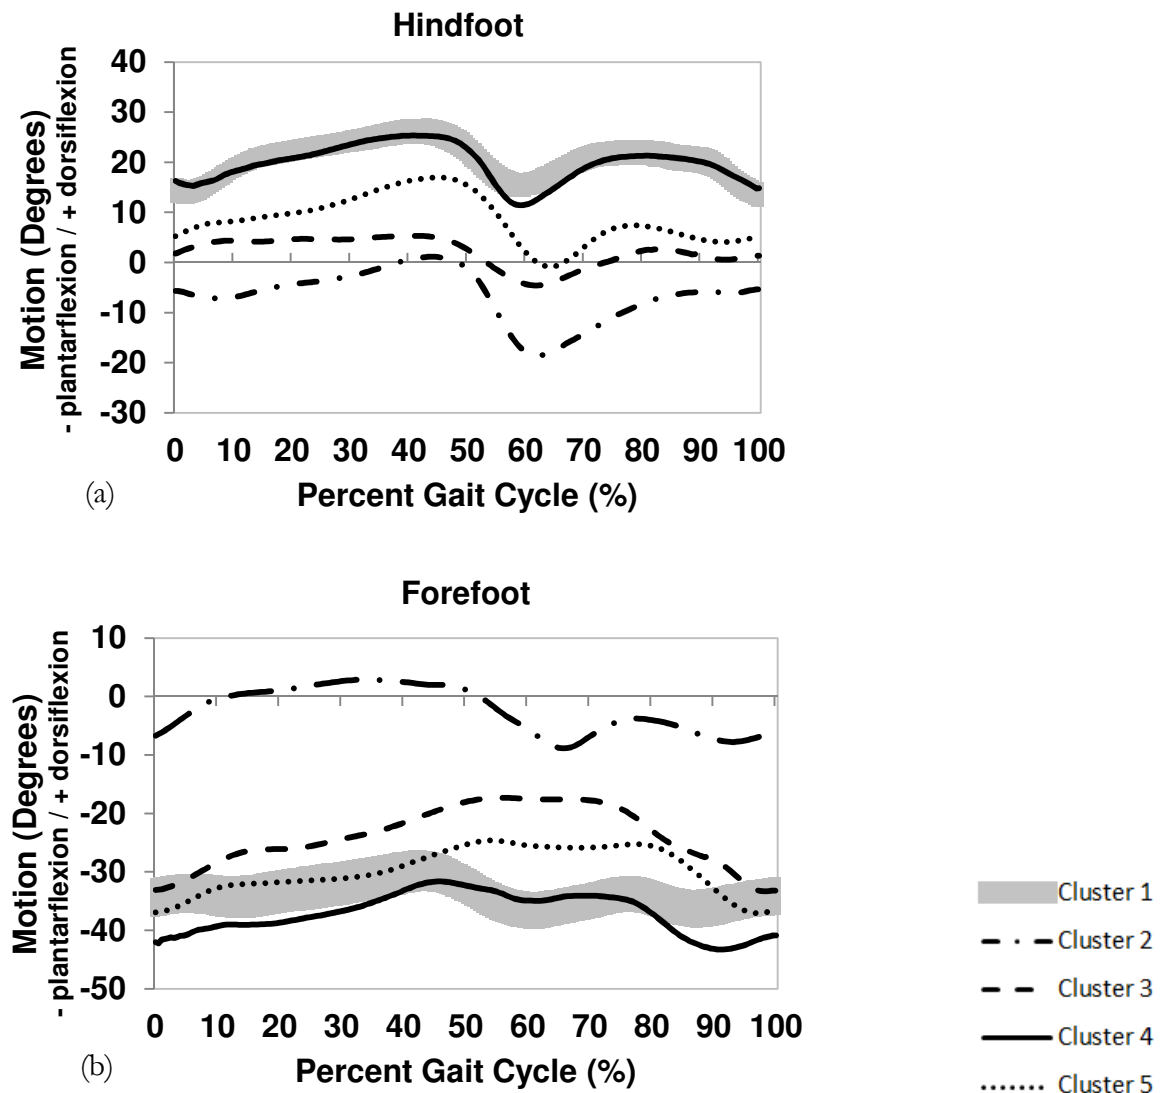 Hindfoot
Motion (Degrees)
- plantarflexion / + dorsiflexion
40
30
20
10
0
-10
-20
-30
0 10 20 30 40 50 60 70 80 90 100
Percent Gait Cycle (%)
(a)
Forefoot
Motion (Degrees)
- plantarflexion / + dorsiflexion
10
0
-10
-20
-30
-40
-50
0 10 20 30 40 50 60 70 80 90 100
Percent Gait Cycle (%)
(b)
Cluster 1
Cluster 2
Cluster 3
Cluster 4
Cluster 5